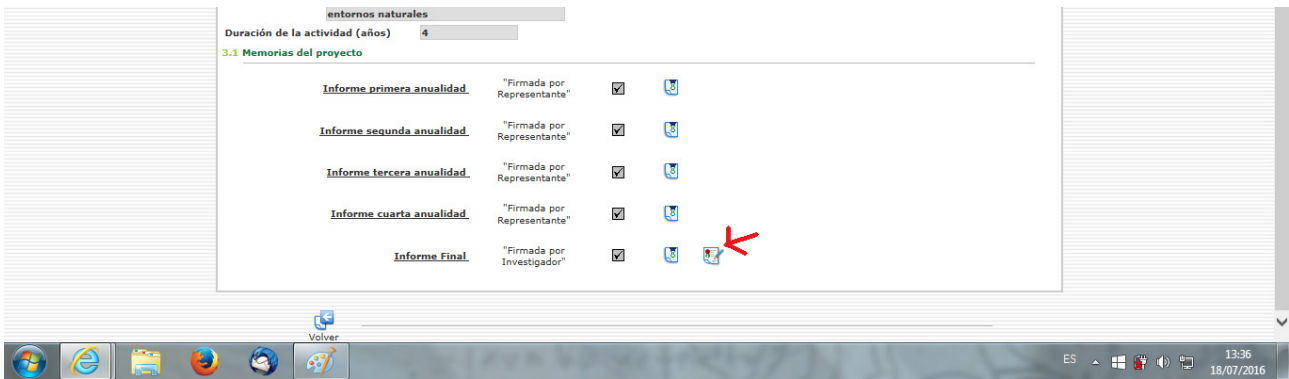 entornos naturales
Duración de la actividad (años) 4
3.1 Memorias del proyecto
Informe primera anualidad "Firmada por Representante"
Informe segunda anualidad "Firmada por Representante"
Informe tercera anualidad "Firmada por Representante"
Informe cuarta anualidad "Firmada por Representante"
Informe Final "Firmada por Investigador"
Volver
ES
13:36
18/07/2016